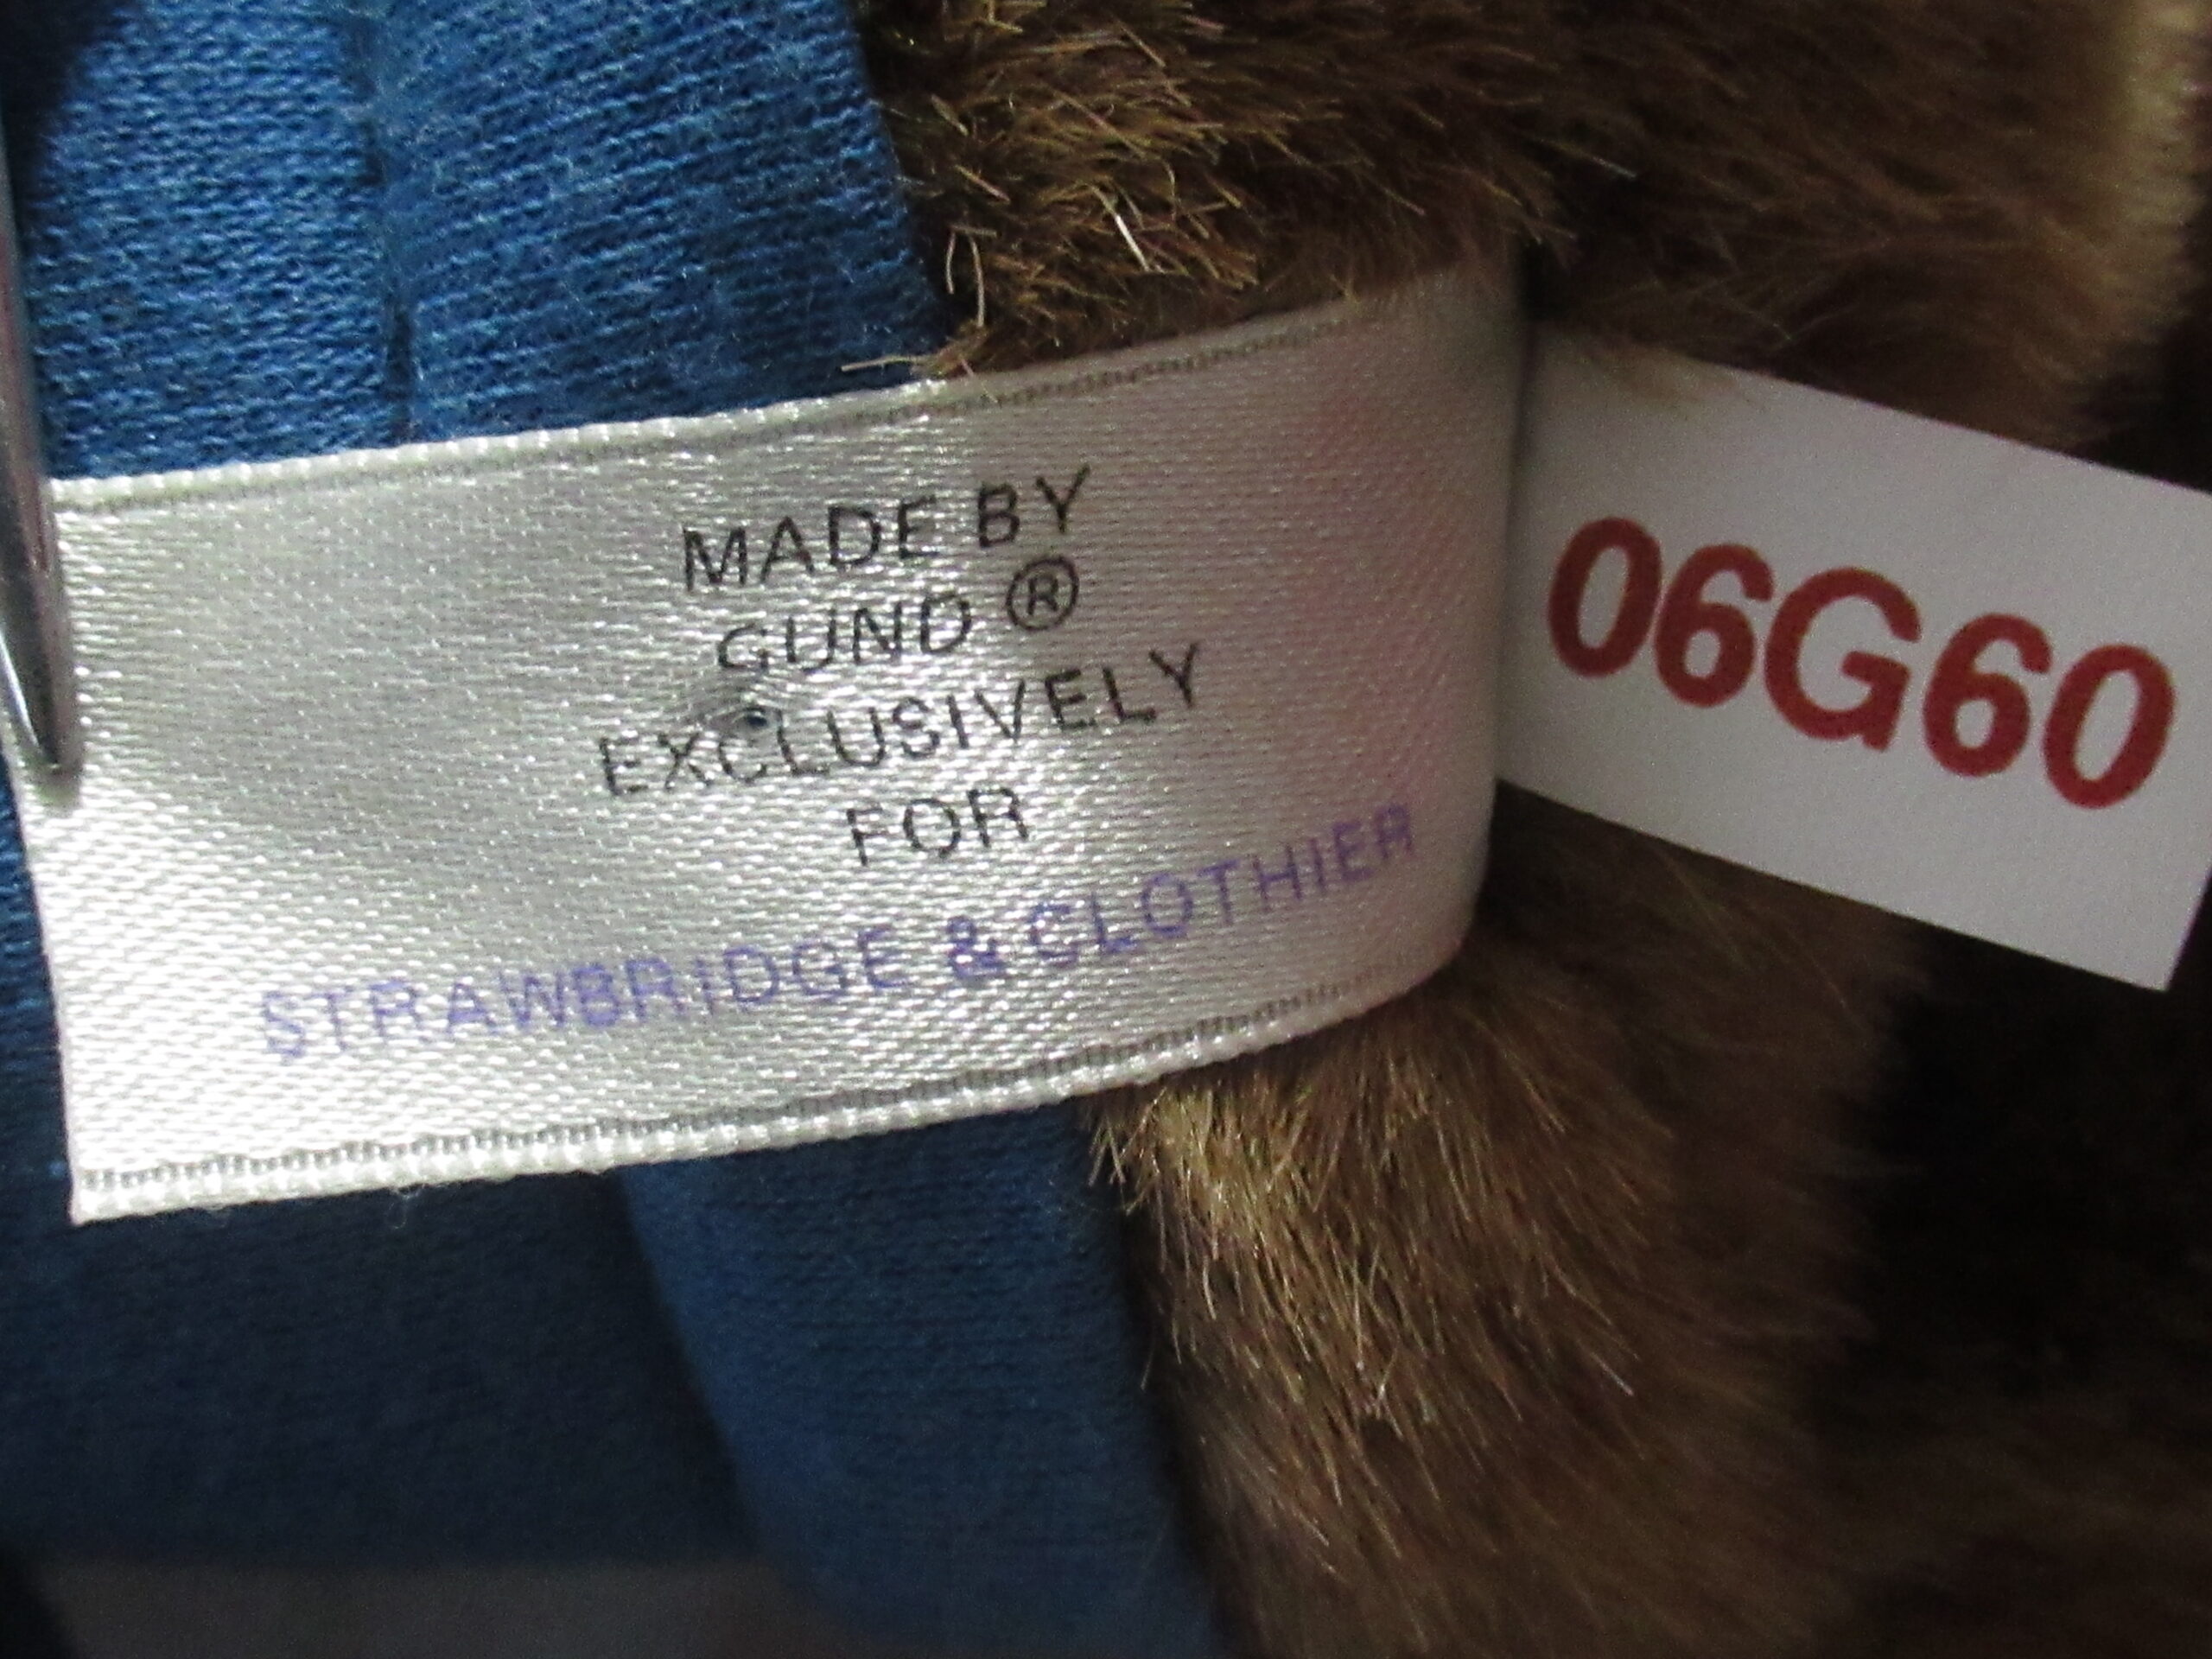 MADE BY
GUND ®
EXCLUSIVELY
FOR
STRAWBRIDGE & CLOTHIER
06G60